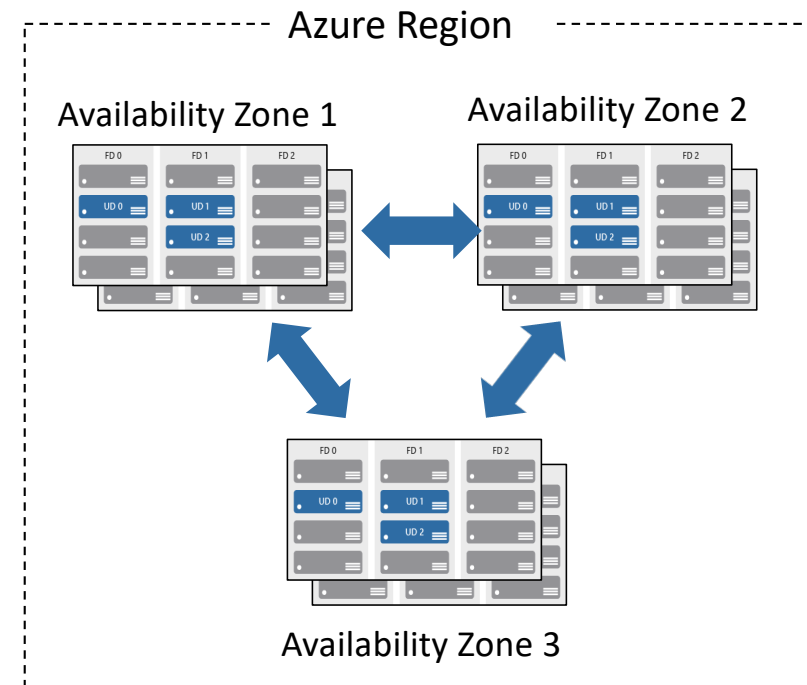 Azure Region
Availability Zone 1
Availability Zone 2
FD 0 FD 1 FD 2
UD 0 UD 1
UD 2
FD 0 FD 1 FD 2
UD 0 UD 1
UD 2
FD 0 FD 1 FD 2
UD 0 UD 1
UD 2
Availability Zone 3